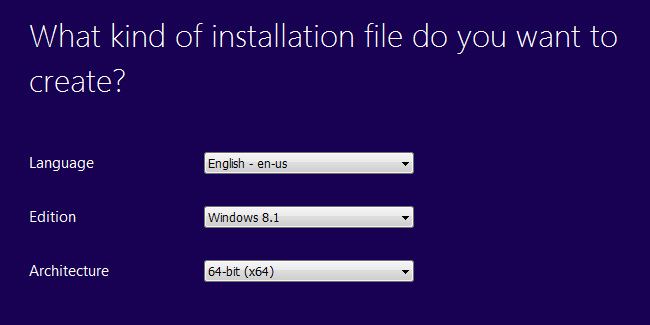 What kind of installation file do you want to
create?
Language English - en-us
Edition Windows 8.1
Architecture 64-bit (x64)